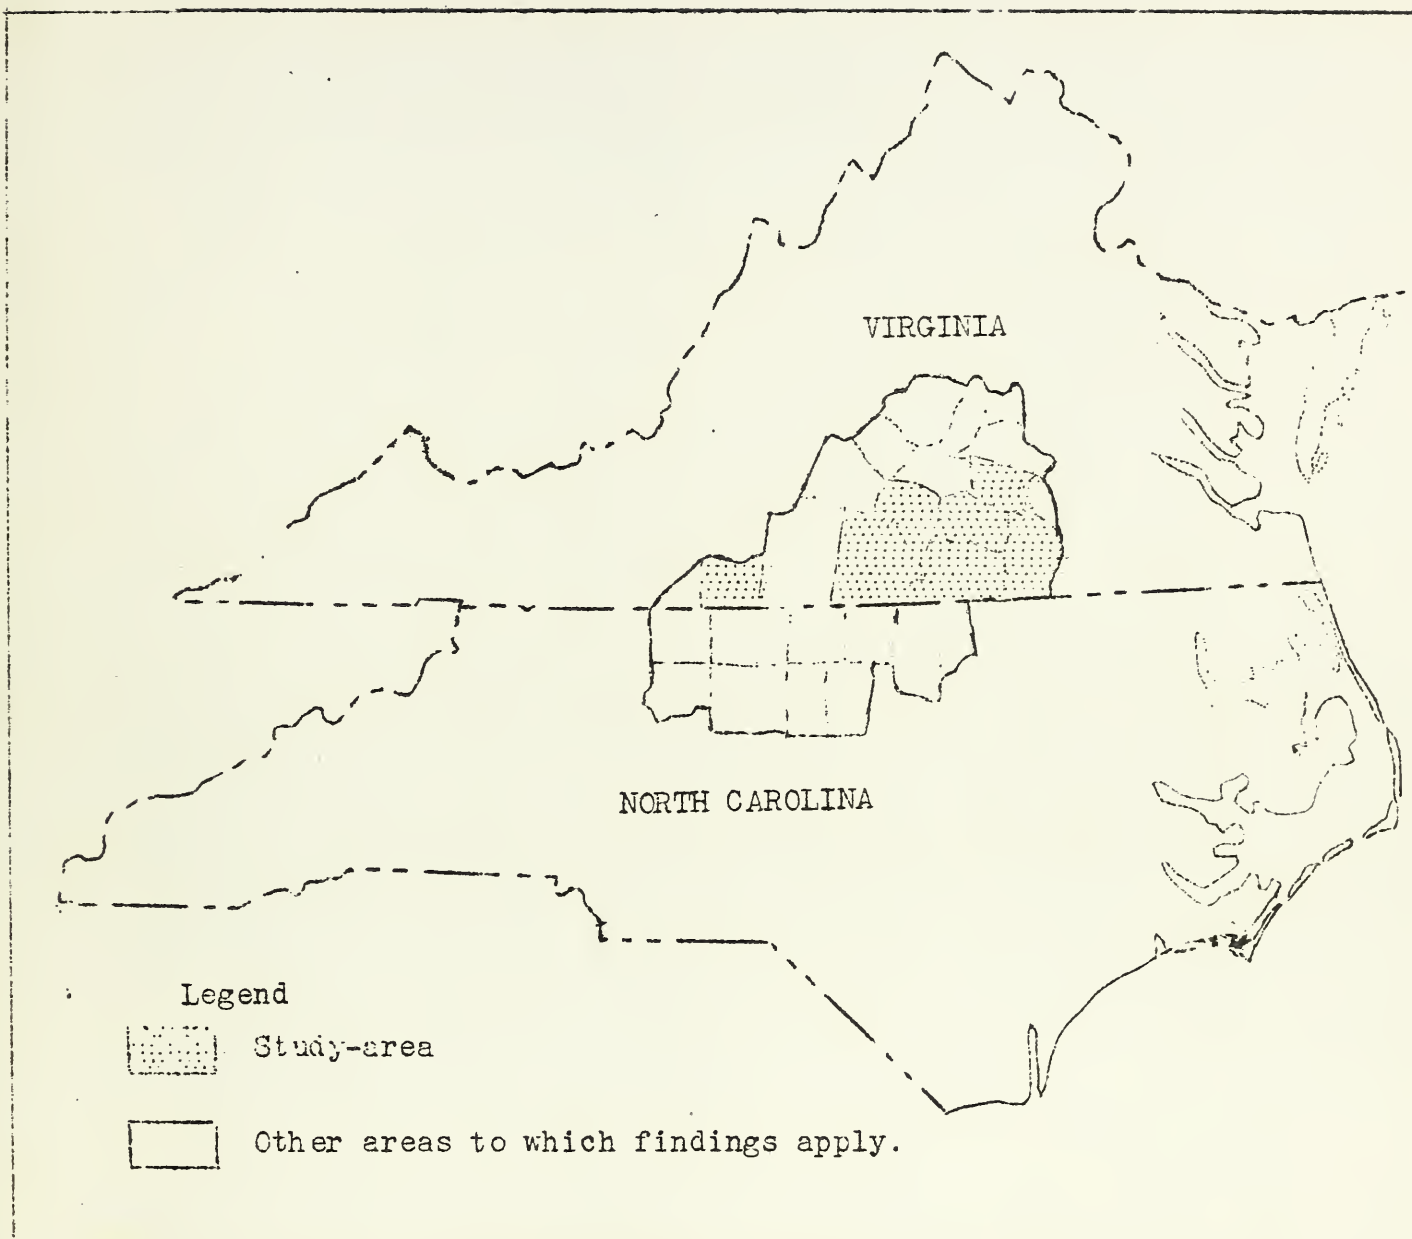 VIRGINIA
NORTH CAROLINA
Legend
Study-area
Other areas to which findings apply.